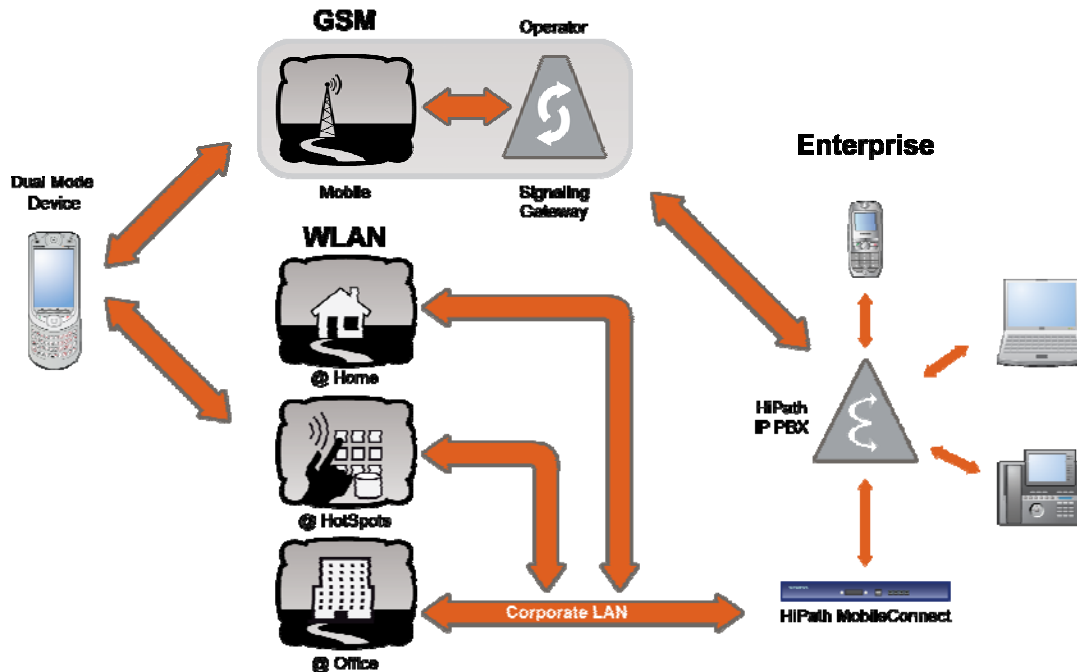 GSM
Operator
Mobile
Signaling
Gateway
Dual Mode
Device
WLAN
@ Home
@ HotSpots
@ Office
Corporate LAN
Enterprise
HiPath
IP PBX
HiPath MobileConnect